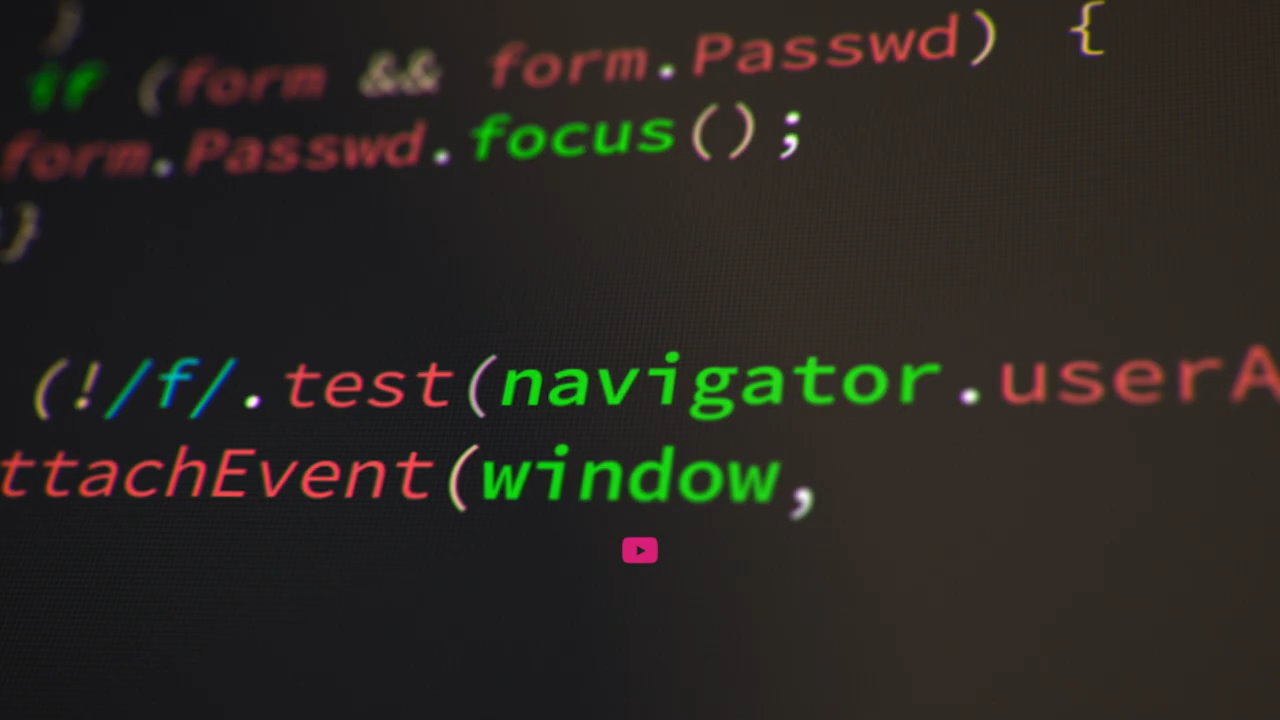 }
if (form && form.Passwd) {
form.Passwd.focus();
}
(!/f/.test(navigator.userA
ttachEvent(window,